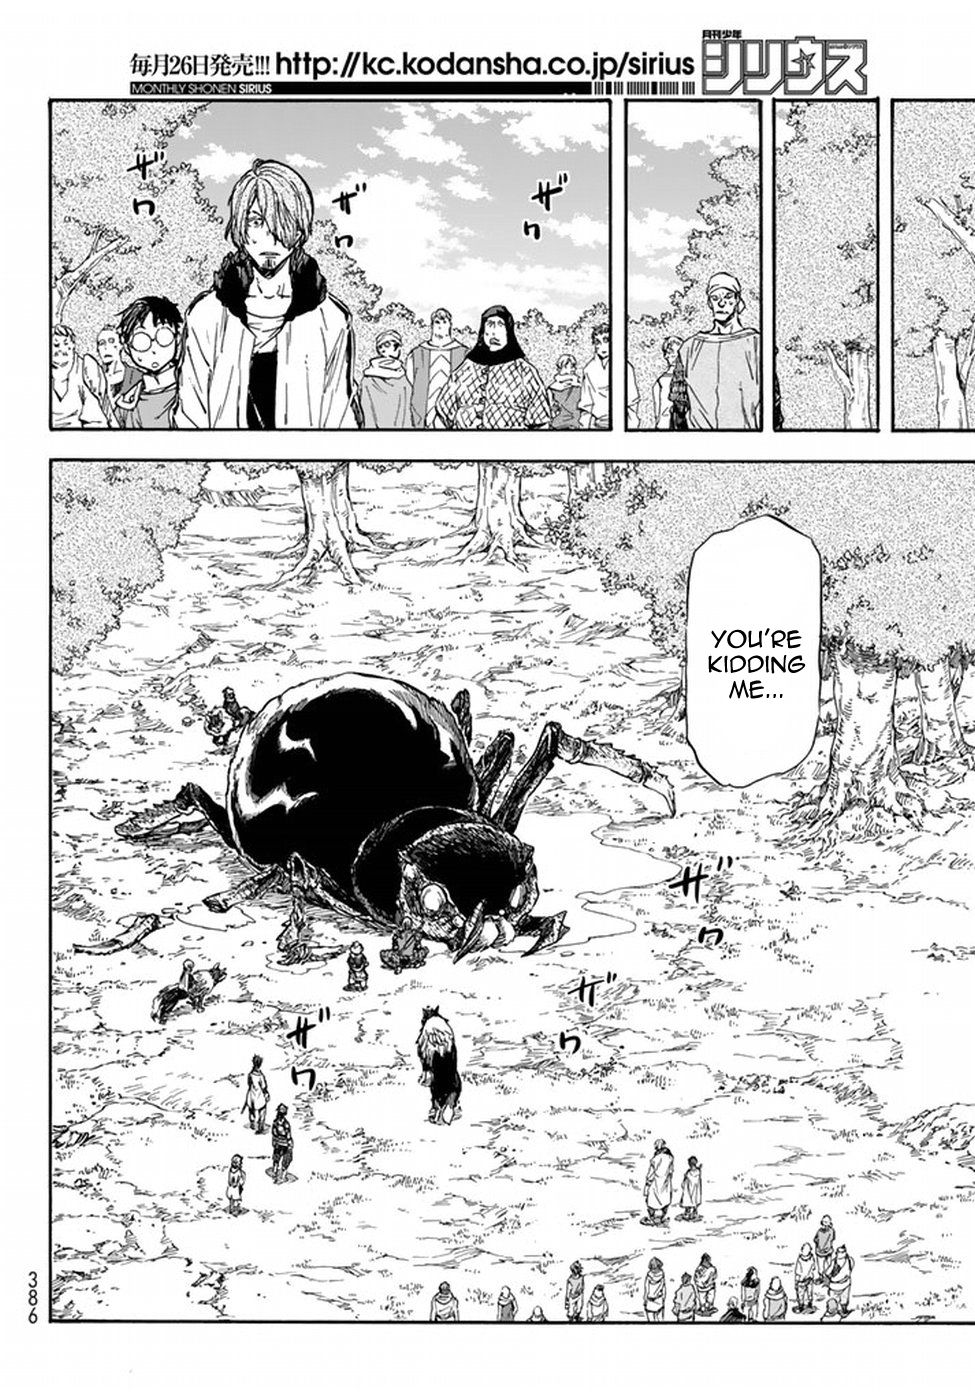 毎月26日発売!!! http://kc.kodansha.co.jp/sirius
月刊少年
シリウス
MONTHLY SHONEN SIRIUS
ザワ
ザワ
ザワ
YOU'RE
KIDDING
ME...
ザワ
ザワ
ザワ
386